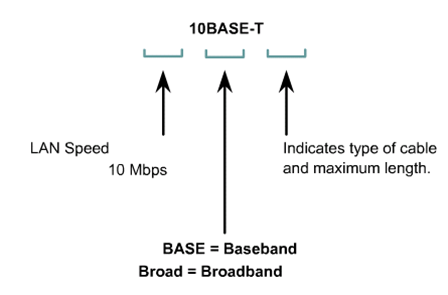 10BASE-T
LAN Speed
10 Mbps
Indicates type of cable
and maximum length.
BASE = Baseband
Broad = Broadband